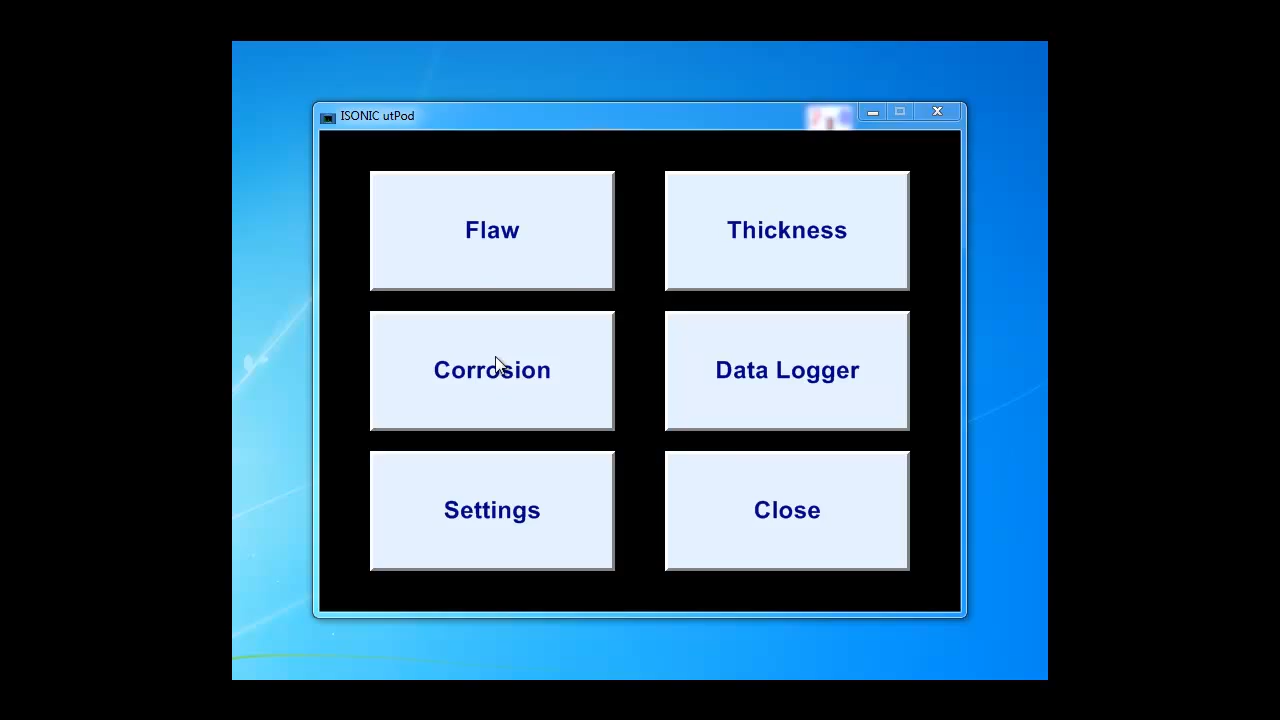 ISONIC utPod
Flaw
Thickness
Corrosion
Data Logger
Settings
Close